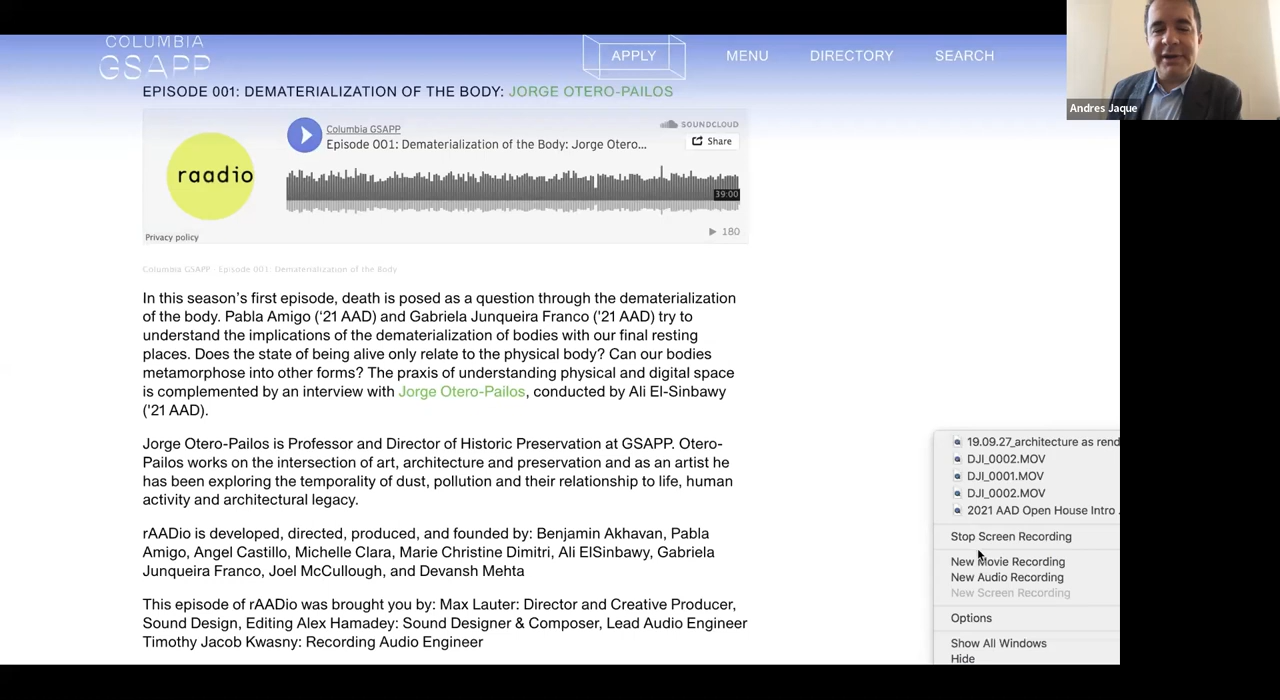 COLUMBIA
GSAPP
APPLY
MENU
DIRECTORY
SEARCH
Andres Jaque
EPISODE 001: DEMATERIALIZATION OF THE BODY: JORGE OTERO-PAILOS
raadio
Columbia GSAPP
Episode 001: Dematerialization of the Body: Jorge Otero...
SOUNDCLOUD
Share
39:00
180
Privacy policy
Columbia GSAPP · Episode 001: Dematerialization of the Body
In this season's first episode, death is posed as a question through the dematerialization
of the body. Pabla Amigo ('21 AAD) and Gabriela Junqueira Franco ('21 AAD) try to
understand the implications of the dematerialization of bodies with our final resting
places. Does the state of being alive only relate to the physical body? Can our bodies
metamorphose into other forms? The praxis of understanding physical and digital space
is complemented by an interview with Jorge Otero-Pailos, conducted by Ali El-Sinbawy
('21 AAD).
Jorge Otero-Pailos is Professor and Director of Historic Preservation at GSAPP. Otero-
Pailos works on the intersection of art, architecture and preservation and as an artist he
has been exploring the temporality of dust, pollution and their relationship to life, human
activity and architectural legacy.
rAADio is developed, directed, produced, and founded by: Benjamin Akhavan, Pabla
Amigo, Angel Castillo, Michelle Clara, Marie Christine Dimitri, Ali ElSinbawy, Gabriela
Junqueira Franco, Joel McCullough, and Devansh Mehta
This episode of rAADio was brought you by: Max Lauter: Director and Creative Producer,
Sound Design, Editing Alex Hamadey: Sound Designer & Composer, Lead Audio Engineer
Timothy Jacob Kwasny: Recording Audio Engineer
19.09.27_architecture as rend
DJI_0002.MOV
DJI_0001.MOV
DJI_0002.MOV
2021 AAD Open House Intro .
Stop Screen Recording
New Movie Recording
New Audio Recording
New Screen Recording
Options
Show All Windows
Hide